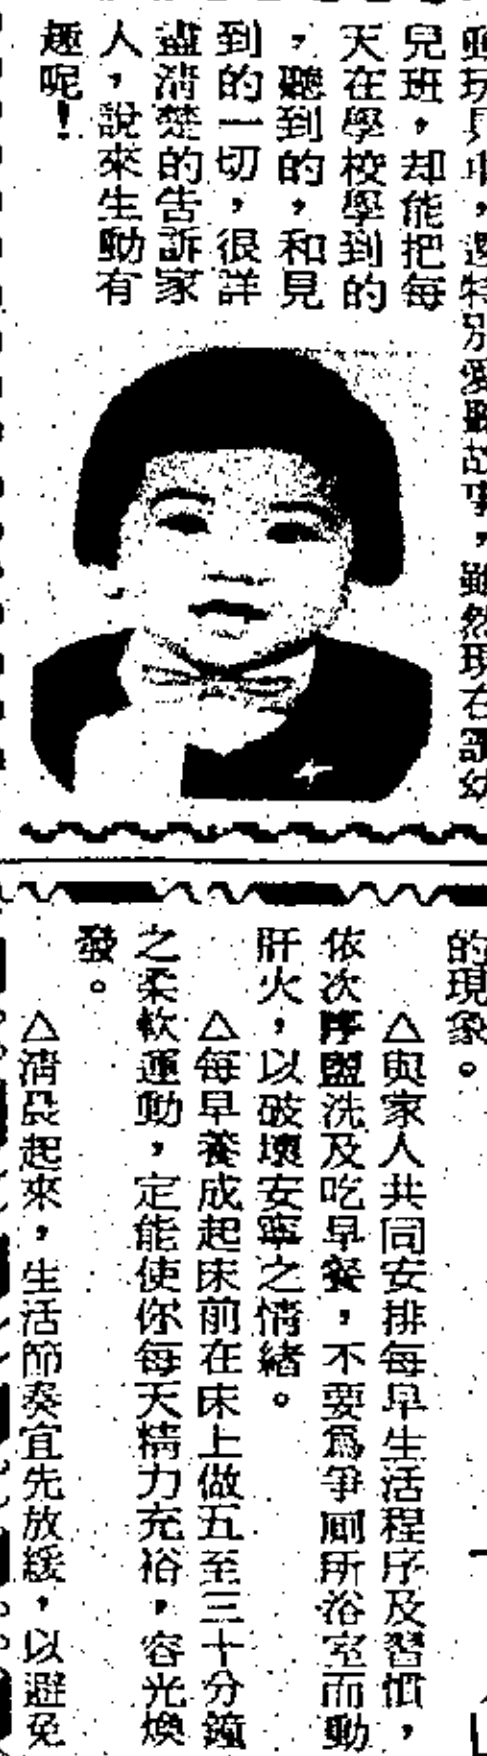 玩具車，還特別愛聽故事，雖然現在讀幼
兒班，却能把每
天在學校學到的
，聽到的，和見
到的一切，很詳
盡清楚的告訴家
人，說來生動有
趣呢！
的現象。
△與家人共同安排每早生活程序及習慣，
依次序盥洗及吃早餐，不要爲爭厠所浴室而動
肝火，以破壞安寧之情緒。
△每早養成起床前在床上做五至三十分鐘
之柔軟運動，定能使你每天精力充裕，容光煥
發。
△清晨起來，生活節奏宜先放緩，以避免